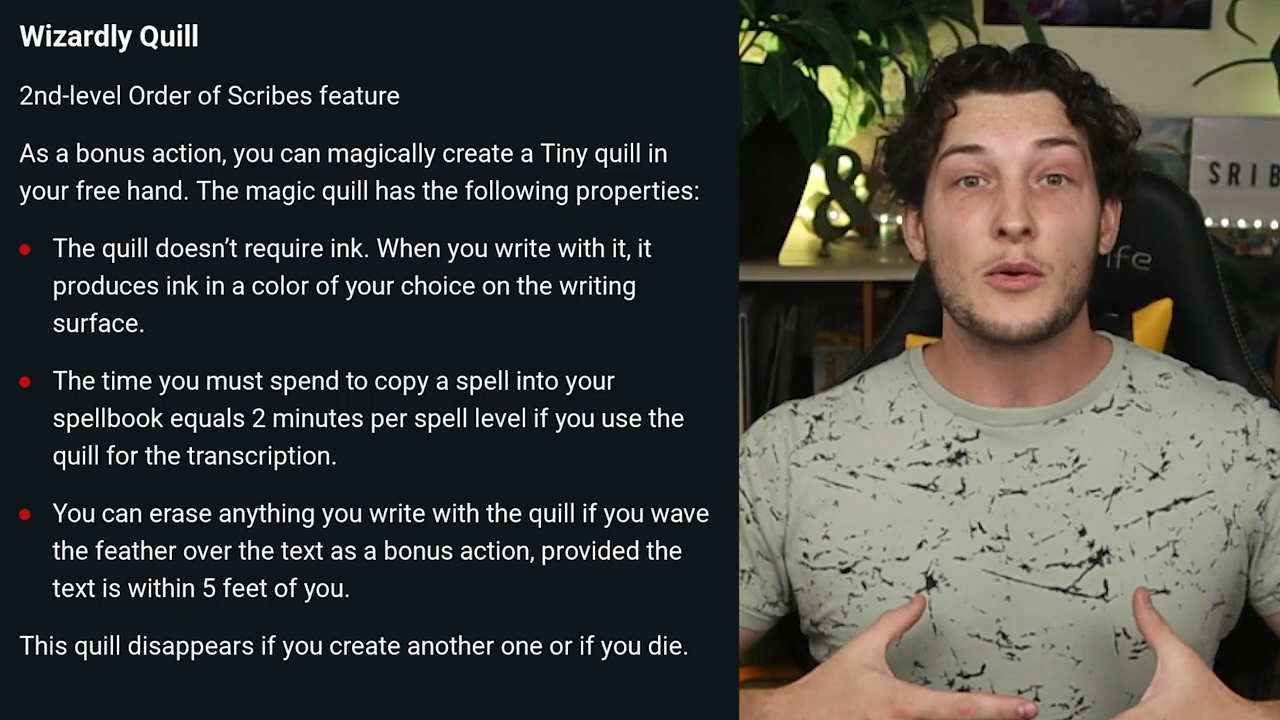 Wizardly Quill
2nd-level Order of Scribes feature
As a bonus action, you can magically create a Tiny quill in
your free hand. The magic quill has the following properties:
The quill doesn’t require ink. When you write with it, it
produces ink in a color of your choice on the writing
surface.
The time you must spend to copy a spell into your
spellbook equals 2 minutes per spell level if you use the
quill for the transcription.
You can erase anything you write with the quill if you wave
the feather over the text as a bonus action, provided the
text is within 5 feet of you.
This quill disappears if you create another one or if you die.
&
SRIB
ife